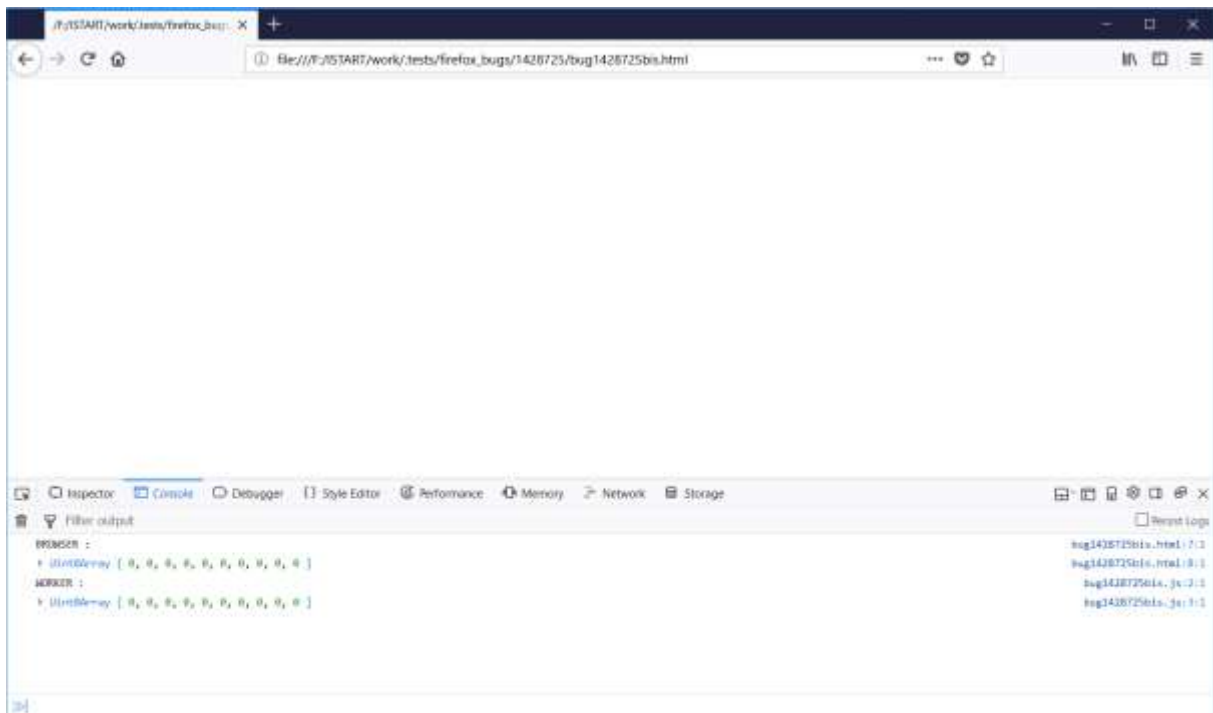 /F:/ISTART/work/.tests/firefox_bug
file:///F:/ISTART/work/.tests/firefox_bugs/1428725/bug1428725bis.html
Inspector Console Debugger Style Editor Performance Memory Network Storage
Filter output Persist Logs
BROWSER : bug1428725bis.html:7:1
Uint8Array [ 0, 0, 0, 0, 0, 0, 0, 0, 0, 0 ] bug1428725bis.html:8:1
WORKER : bug1428725bis.js:2:1
Uint8Array [ 0, 0, 0, 0, 0, 0, 0, 0, 0, 0 ] bug1428725bis.js:3:1